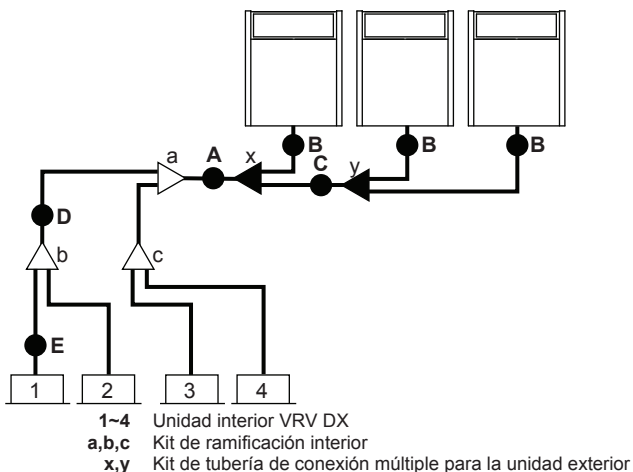 B
B
B
a
A
x
C
y
D
b
c
E
1
2
3
4
1~4 Unidad interior VRV DX
a,b,c Kit de ramificación interior
x,y Kit de tubería de conexión múltiple para la unidad exterior